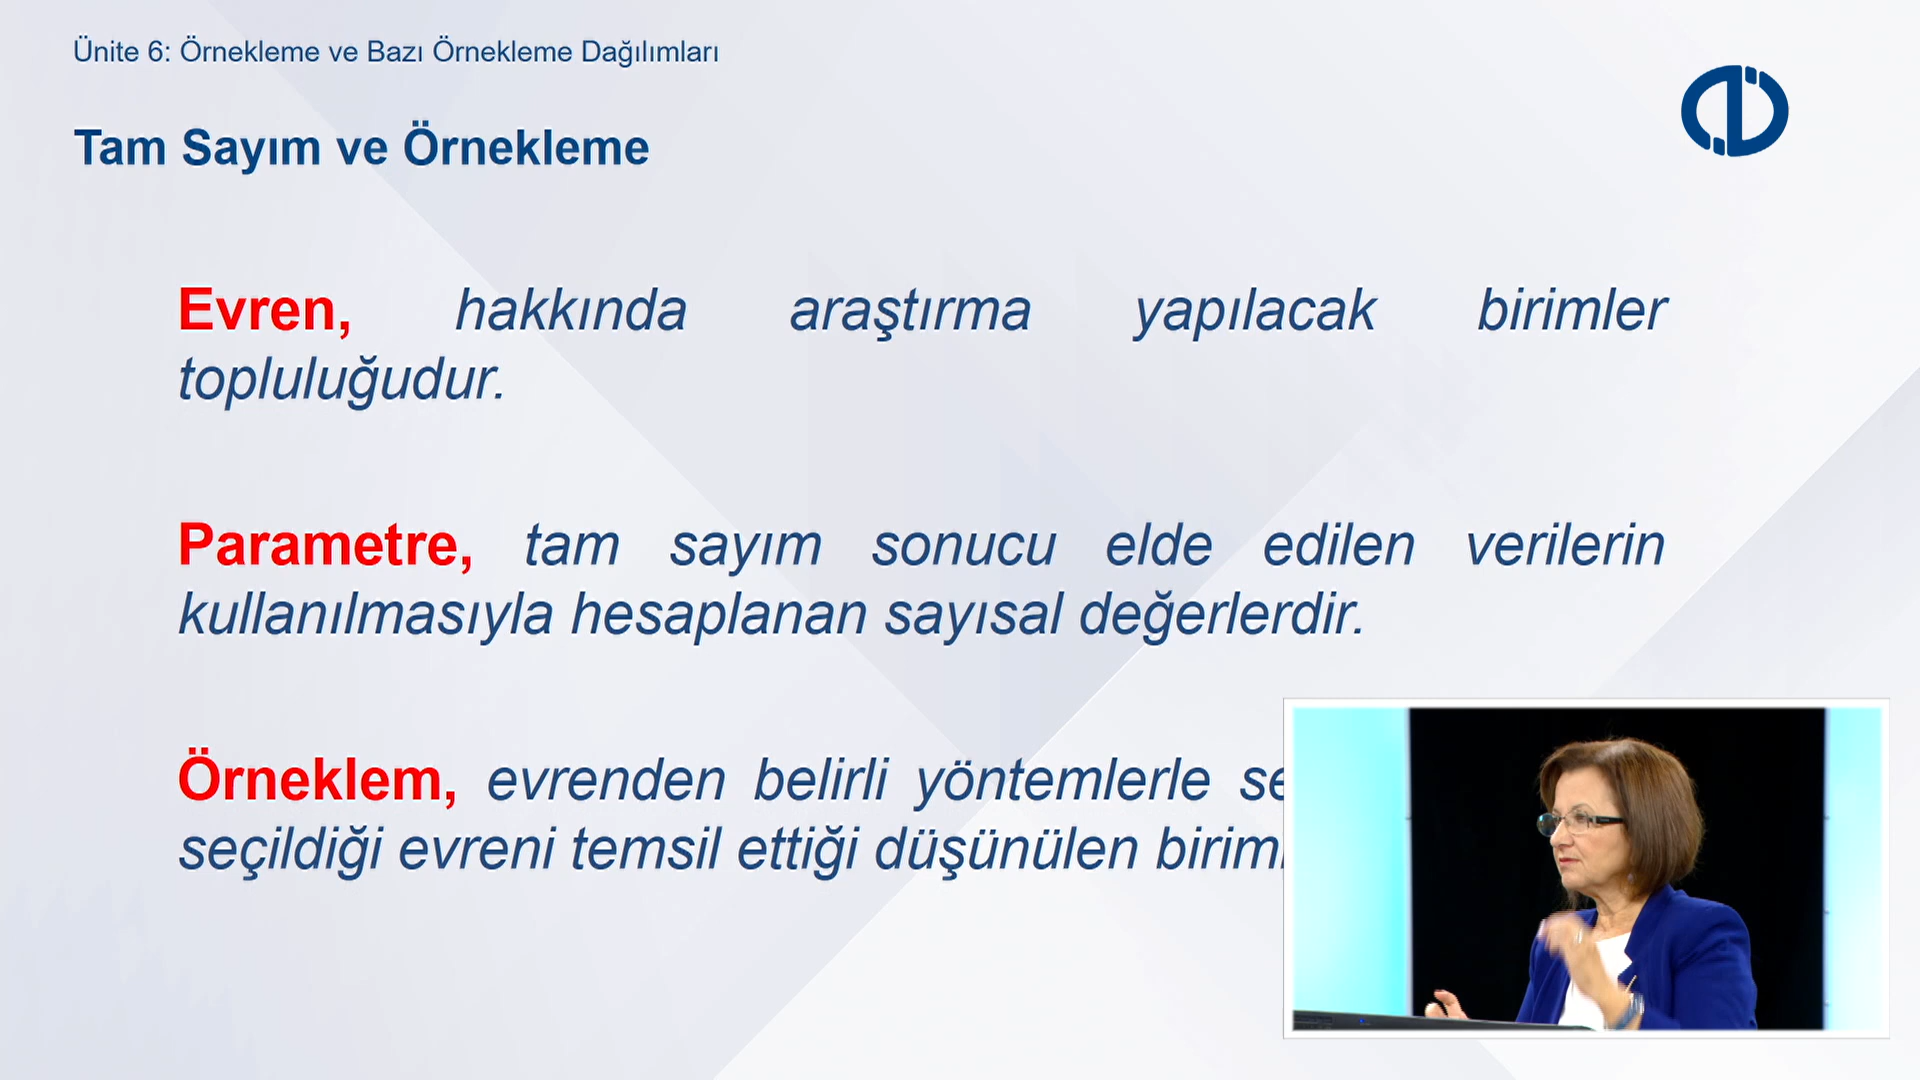 Ünite 6: Örnekleme ve Bazı Örnekleme Dağılımları
Tam Sayım ve Örnekleme
Evren, hakkında araştırma yapılacak birimler
topluluğudur.
Parametre, tam sayım sonucu elde edilen verilerin
kullanılmasıyla hesaplanan sayısal değerlerdir.
Örneklem, evrenden belirli yöntemlerle
seçildiği evreni temsil ettiği düşünülen